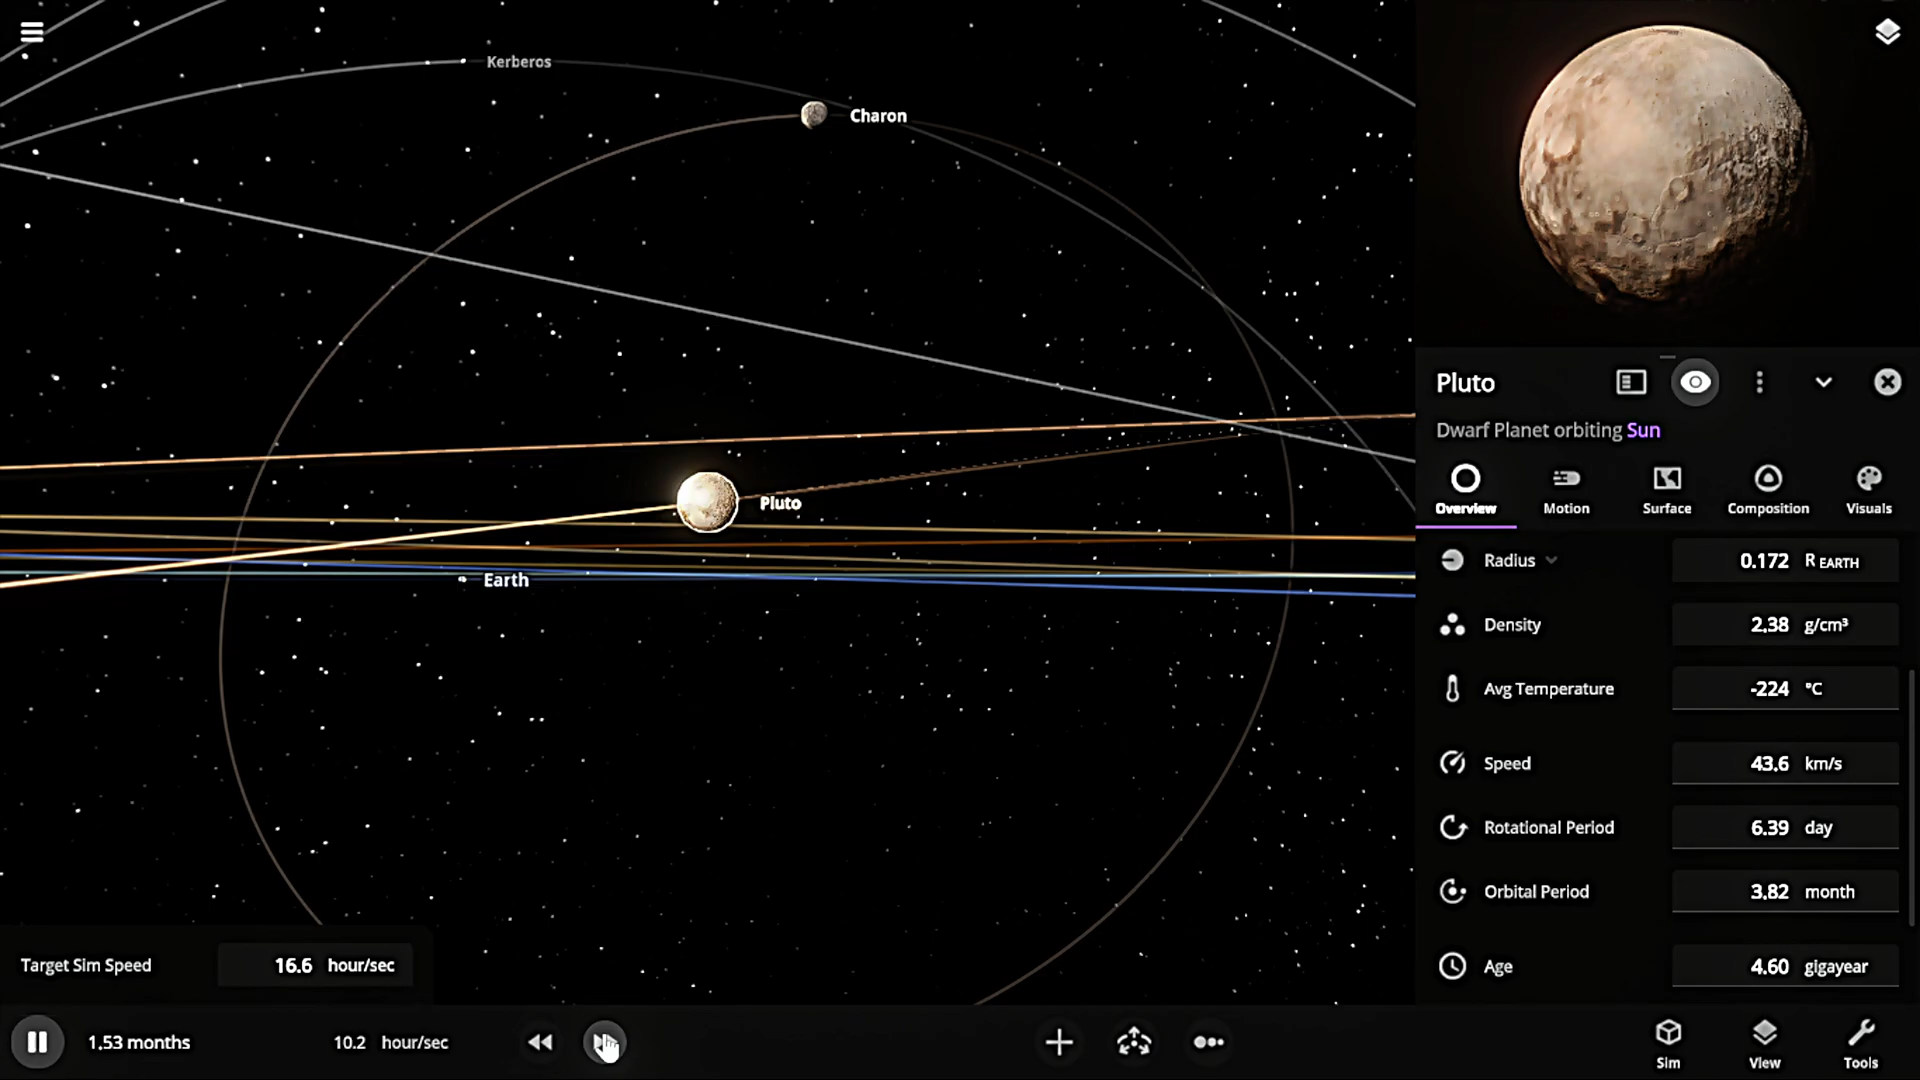 Kerberos
Charon
Pluto
Earth
Pluto
Dwarf Planet orbiting Sun
Overview
Motion
Surface
Composition
Visuals
Radius 0.172 R EARTH
Density 2.38 g/cm³
Avg Temperature -224 °C
Speed 43.6 km/s
Rotational Period 6.39 day
Orbital Period 3.82 month
Age 4.60 gigayear
Target Sim Speed 16.6 hour/sec
1.53 months 10.2 hour/sec
Sim
View
Tools